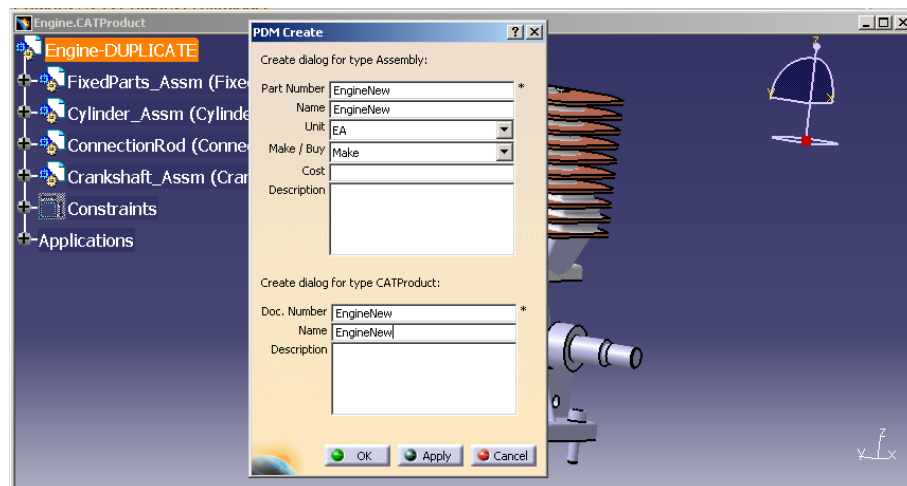 Engine.CATProduct
Engine-DUPLICATE
FixedParts_Assm (Fixe
Cylinder_Assm (Cylinde
ConnectionRod (Conne
Crankshaft_Assm (Cran
Constraints
Applications
PDM Create
Create dialog for type Assembly:
Part Number EngineNew *
Name EngineNew
Unit EA
Make / Buy Make
Cost
Description
Create dialog for type CATProduct:
Doc. Number EngineNew *
Name EngineNew
Description
OK Apply Cancel
z
y x
z
y x